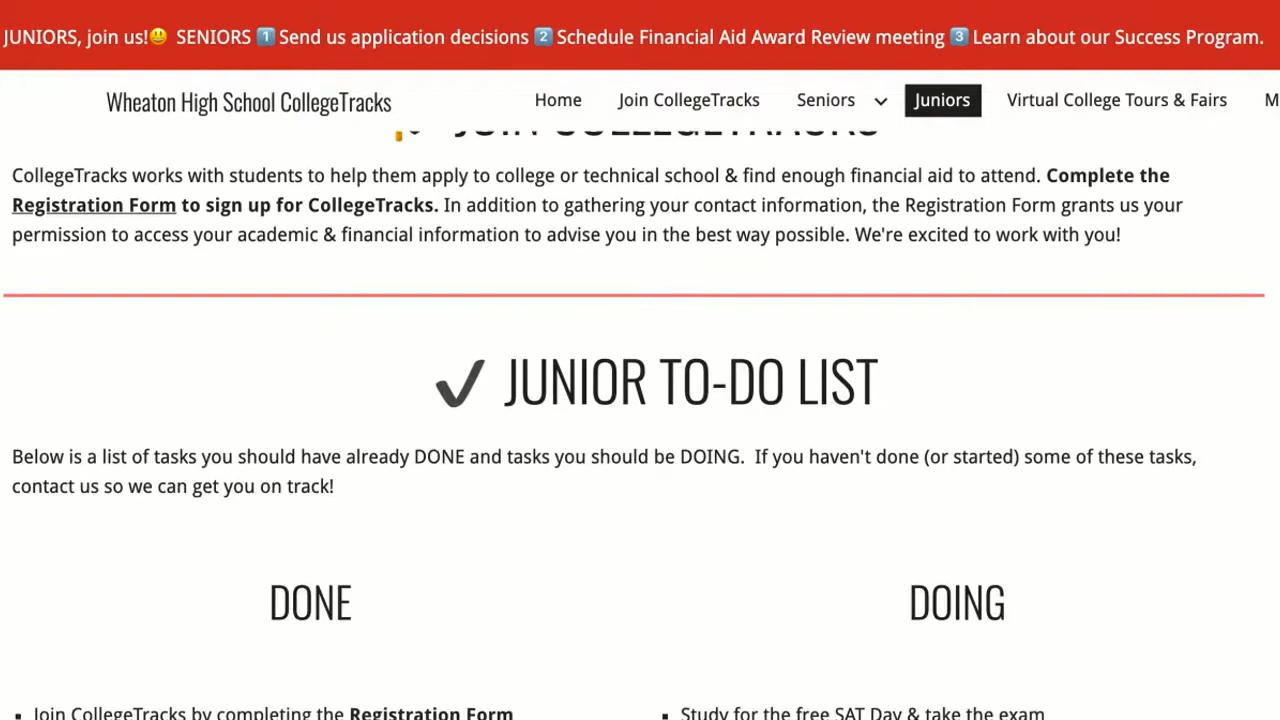 JUNIORS, join us!😃 SENIORS 1️⃣ Send us application decisions 2️⃣ Schedule Financial Aid Award Review meeting 3️⃣ Learn about our Success Program.
Wheaton High School CollegeTracks
Home Join CollegeTracks Seniors Juniors Virtual College Tours & Fairs M
JOIN COLLEGETRACKS
CollegeTracks works with students to help them apply to college or technical school & find enough financial aid to attend. Complete the
Registration Form to sign up for CollegeTracks. In addition to gathering your contact information, the Registration Form grants us your
permission to access your academic & financial information to advise you in the best way possible. We're excited to work with you!
✔ JUNIOR TO-DO LIST
Below is a list of tasks you should have already DONE and tasks you should be DOING.  If you haven't done (or started) some of these tasks,
contact us so we can get you on track!
DONE
DOING
▪ Join CollegeTracks by completing the Registration Form
▪ Study for the free SAT Day & take the exam